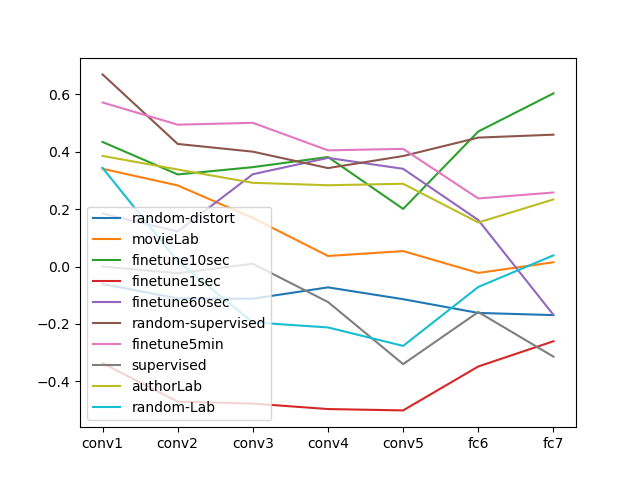 0.6
0.4
0.2
0.0
−0.2
−0.4
random-distort
movieLab
finetune10sec
finetune1sec
finetune60sec
random-supervised
finetune5min
supervised
authorLab
random-Lab
conv1 conv2 conv3 conv4 conv5 fc6 fc7